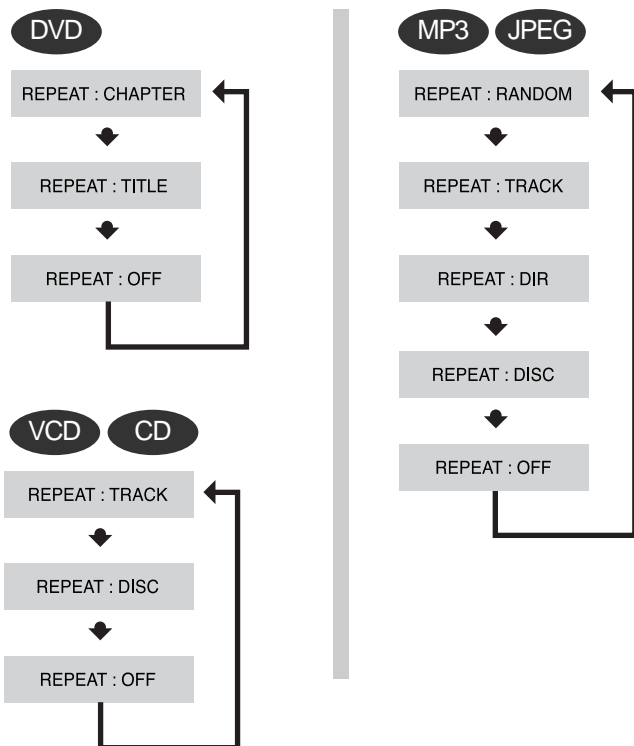 DVD
REPEAT : CHAPTER
REPEAT : TITLE
REPEAT : OFF
VCD CD
REPEAT : TRACK
REPEAT : DISC
REPEAT : OFF
MP3 JPEG
REPEAT : RANDOM
REPEAT : TRACK
REPEAT : DIR
REPEAT : DISC
REPEAT : OFF